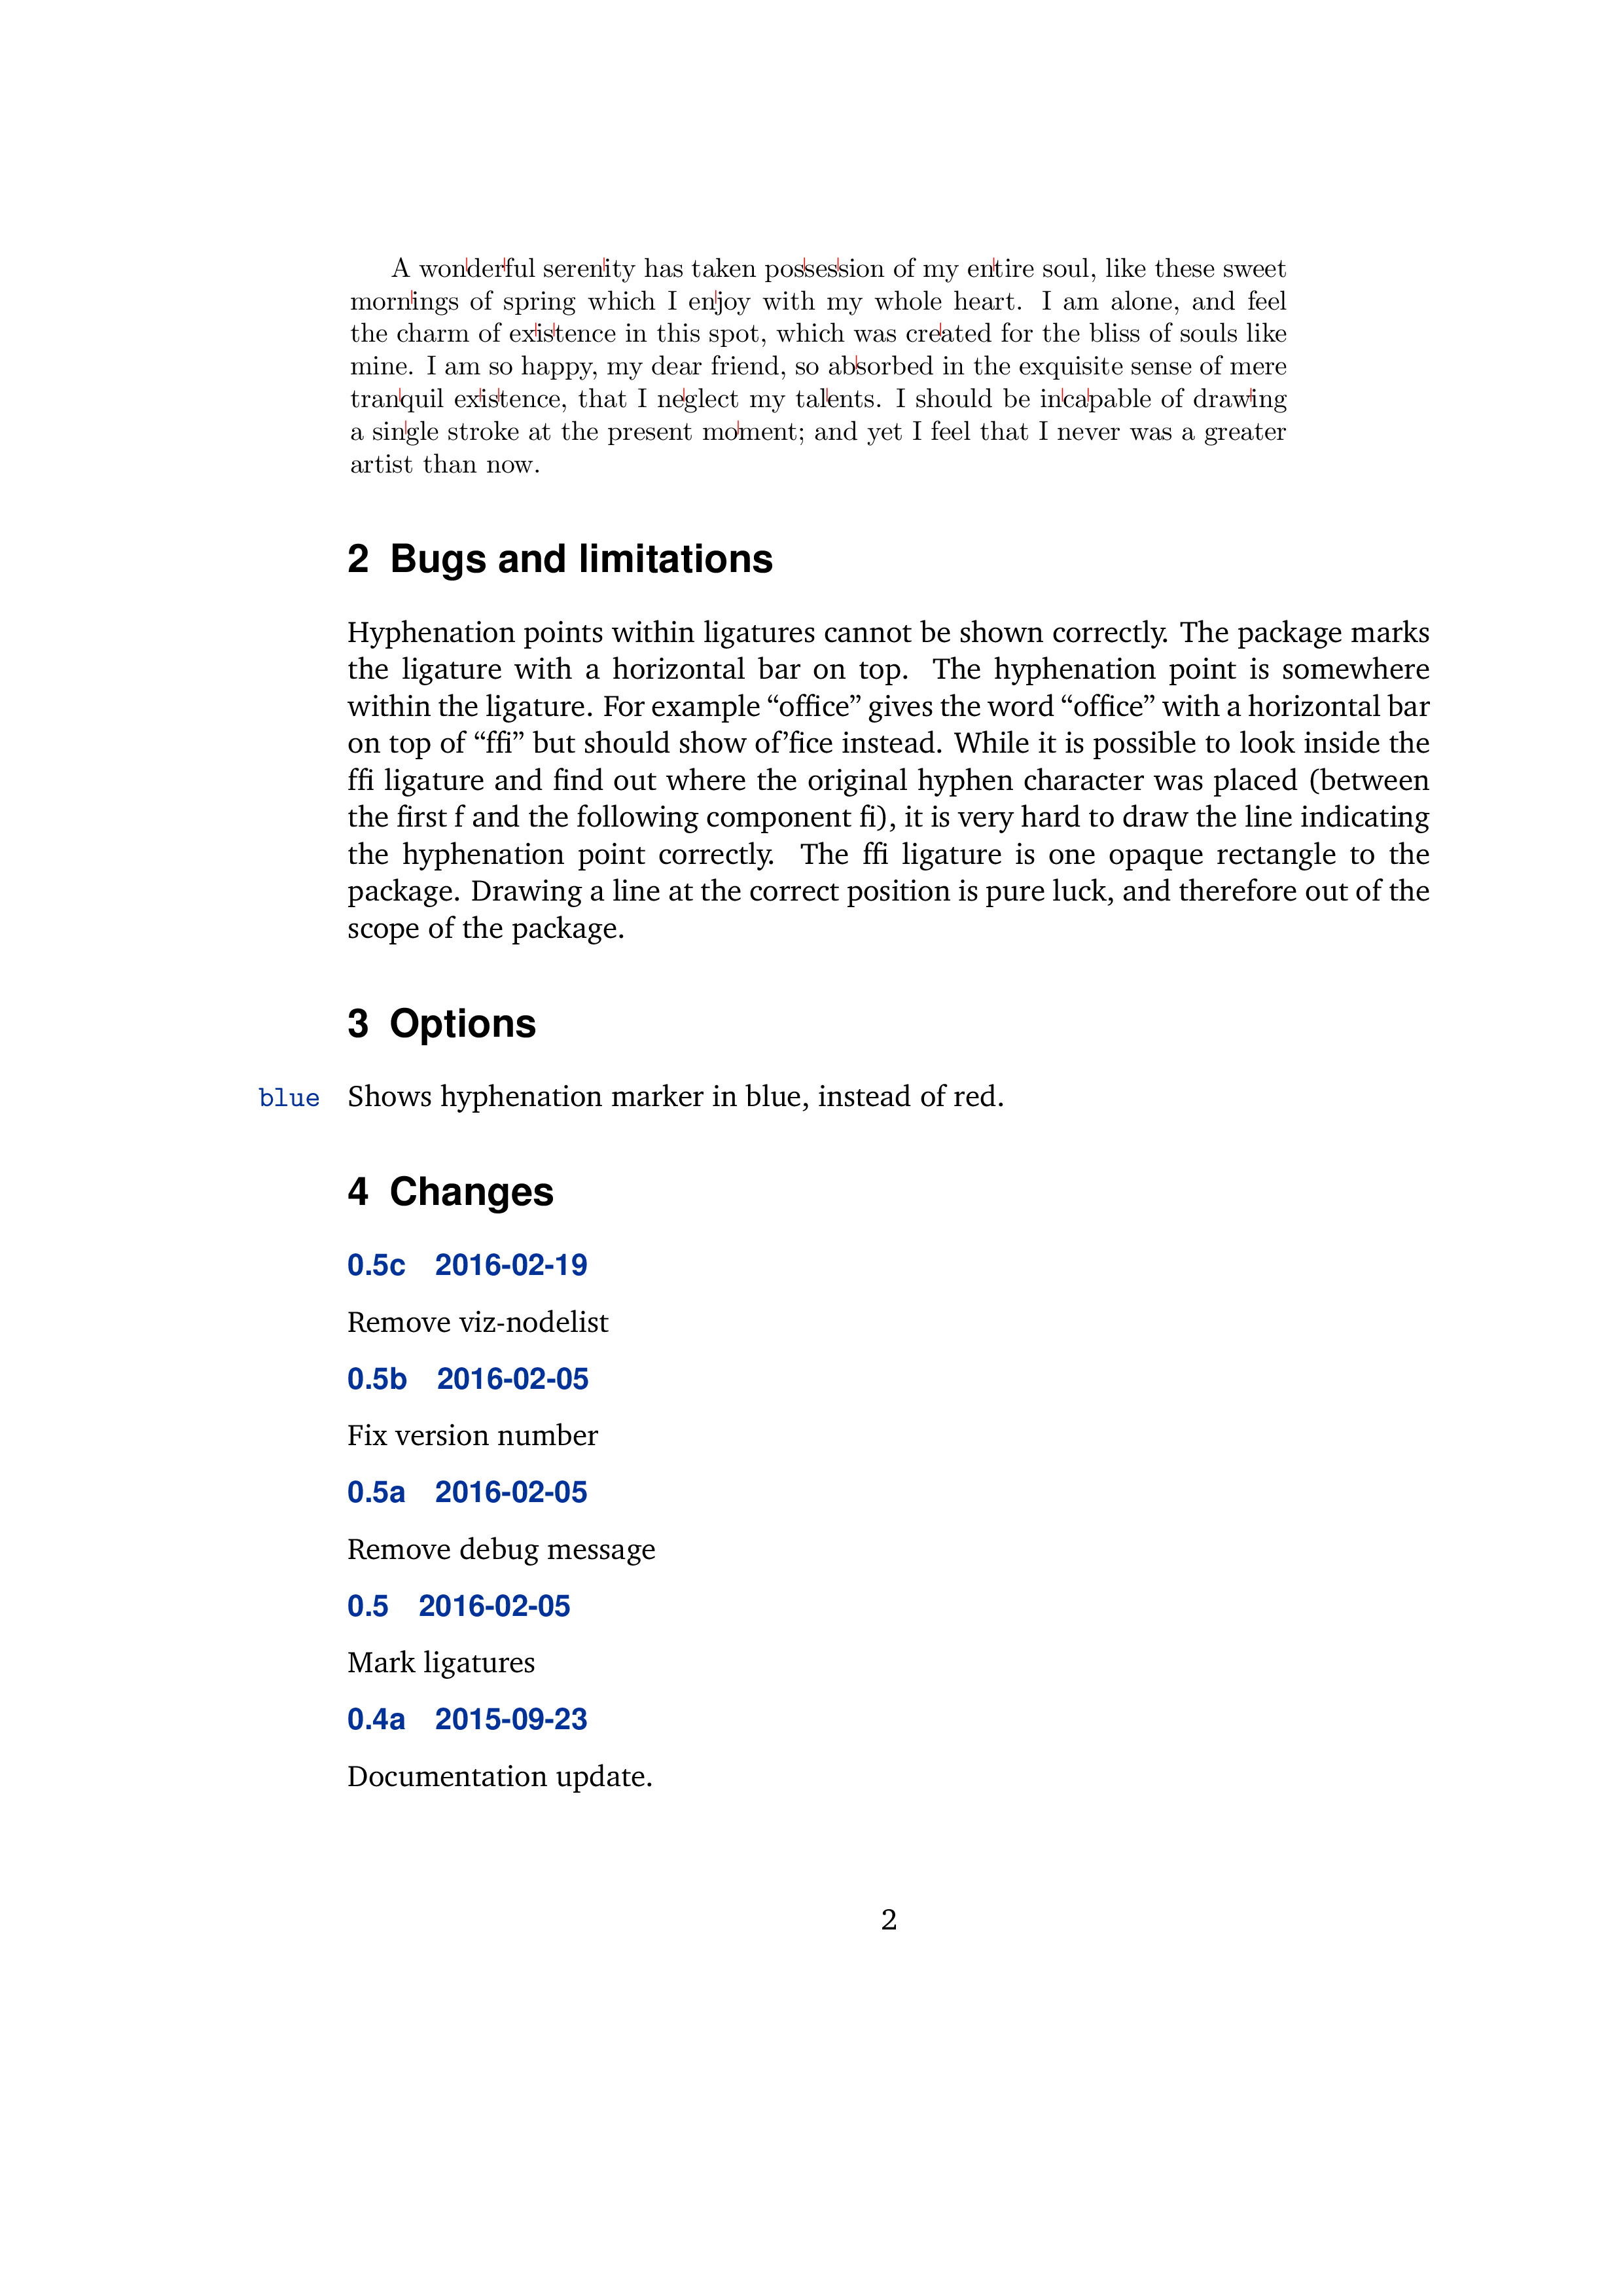 A wonderful serenity has taken possession of my entire soul, like these sweet
mornings of spring which I enjoy with my whole heart. I am alone, and feel
the charm of existence in this spot, which was created for the bliss of souls like
mine. I am so happy, my dear friend, so absorbed in the exquisite sense of mere
tranquil existence, that I neglect my talents. I should be incapable of drawing
a single stroke at the present moment; and yet I feel that I never was a greater
artist than now.
2 Bugs and limitations
Hyphenation points within ligatures cannot be shown correctly. The package marks
the ligature with a horizontal bar on top. The hyphenation point is somewhere
within the ligature. For example “office” gives the word “office” with a horizontal bar
on top of “ffi” but should show of’fice instead. While it is possible to look inside the
ffi ligature and find out where the original hyphen character was placed (between
the first f and the following component fi), it is very hard to draw the line indicating
the hyphenation point correctly. The ffi ligature is one opaque rectangle to the
package. Drawing a line at the correct position is pure luck, and therefore out of the
scope of the package.
3 Options
blue Shows hyphenation marker in blue, instead of red.
4 Changes
0.5c 2016-02-19
Remove viz-nodelist
0.5b 2016-02-05
Fix version number
0.5a 2016-02-05
Remove debug message
0.5 2016-02-05
Mark ligatures
0.4a 2015-09-23
Documentation update.
2